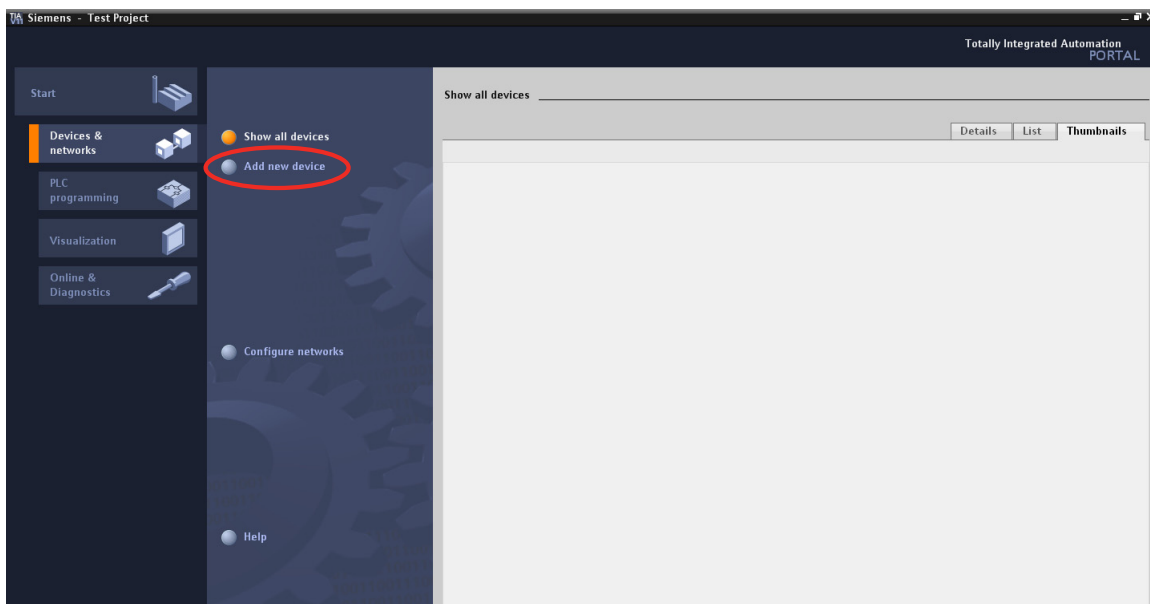 Siemens - Test Project
Totally Integrated Automation
PORTAL
Start
Devices &
networks
PLC
programming
Visualization
Online &
Diagnostics
Show all devices
Add new device
Configure networks
Help
Show all devices
Details List Thumbnails